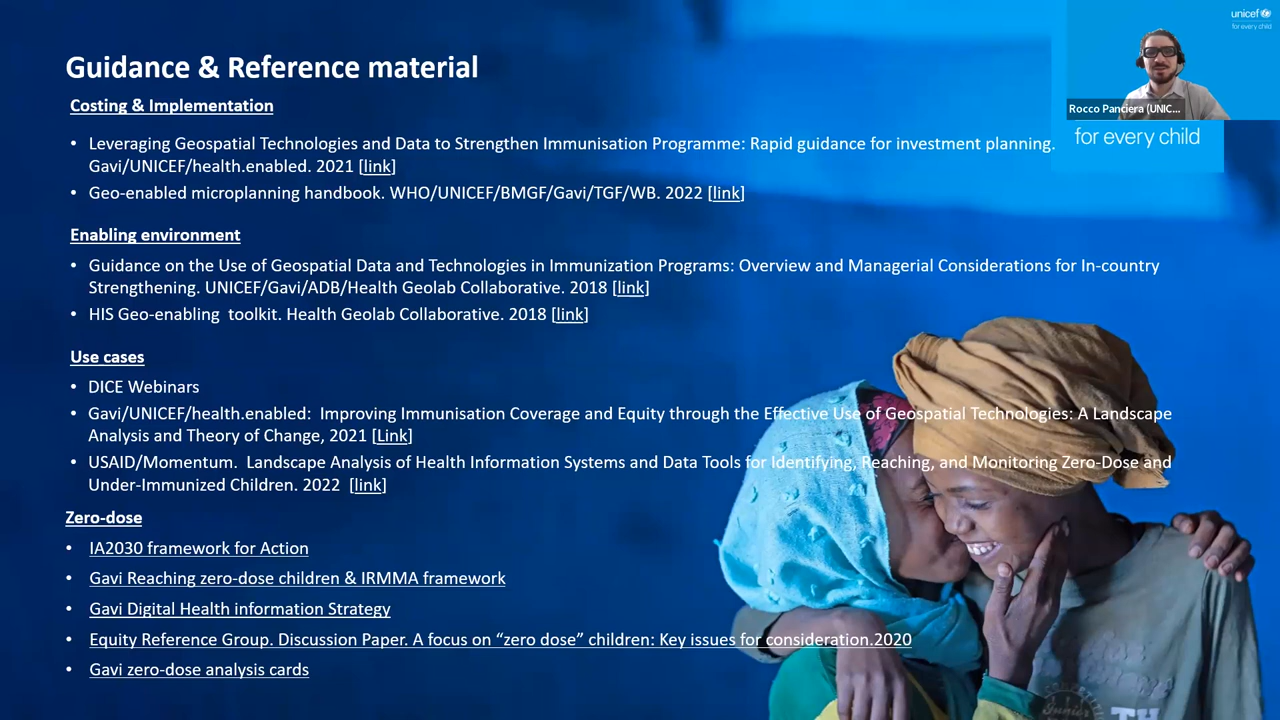 unicef
for every child
Guidance & Reference material
Rocco Panciera (UNIC...
for every child
Costing & Implementation
• Leveraging Geospatial Technologies and Data to Strengthen Immunisation Programme: Rapid guidance for investment planning.
Gavi/UNICEF/health.enabled. 2021 [link]
• Geo-enabled microplanning handbook. WHO/UNICEF/BMGF/Gavi/TGF/WB. 2022 [link]
Enabling environment
• Guidance on the Use of Geospatial Data and Technologies in Immunization Programs: Overview and Managerial Considerations for In-country
Strengthening. UNICEF/Gavi/ADB/Health Geolab Collaborative. 2018 [link]
• HIS Geo-enabling toolkit. Health Geolab Collaborative. 2018 [link]
Use cases
• DICE Webinars
• Gavi/UNICEF/health.enabled: Improving Immunisation Coverage and Equity through the Effective Use of Geospatial Technologies: A Landscape
Analysis and Theory of Change, 2021 [Link]
• USAID/Momentum. Landscape Analysis of Health Information Systems and Data Tools for Identifying, Reaching, and Monitoring Zero-Dose and
Under-Immunized Children. 2022 [link]
Zero-dose
• IA2030 framework for Action
• Gavi Reaching zero-dose children & IRMMA framework
• Gavi Digital Health information Strategy
• Equity Reference Group. Discussion Paper. A focus on “zero dose” children: Key issues for consideration.2020
• Gavi zero-dose analysis cards